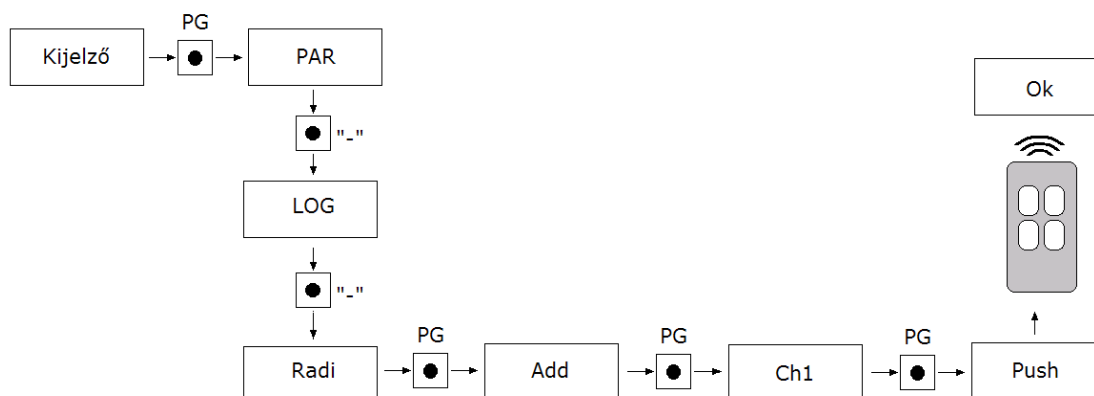 PG
Kijelző
PAR
Ok
"-"
LOG
"-"
PG
PG
PG
Radi
Add
Ch1
Push